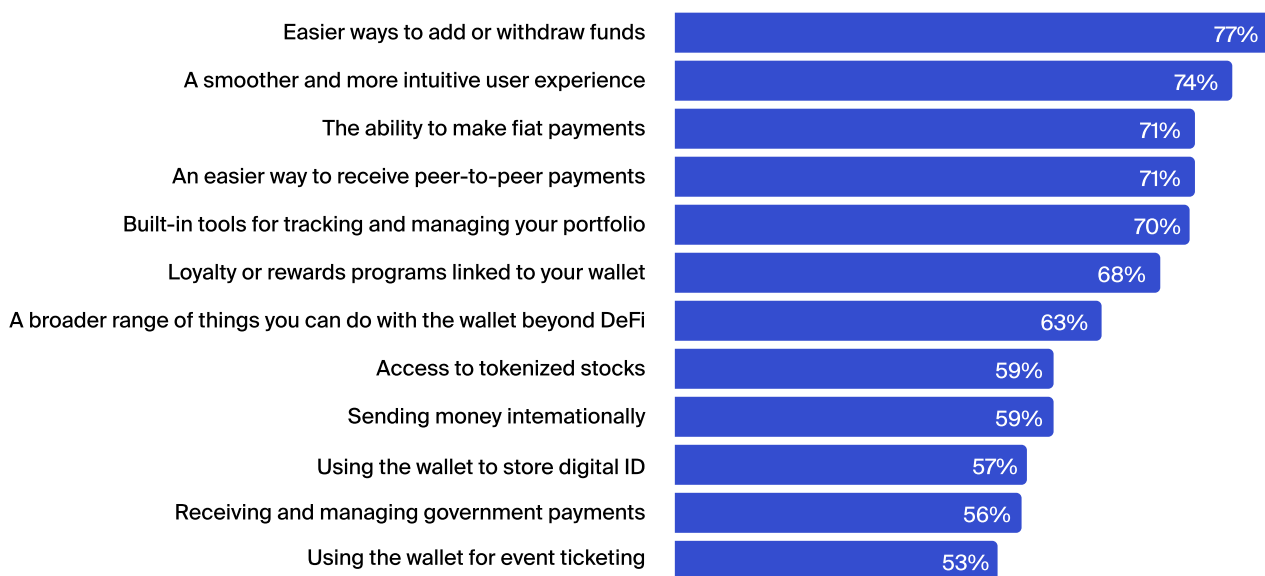 Easier ways to add or withdraw funds 77%
A smoother and more intuitive user experience 74%
The ability to make fiat payments 71%
An easier way to receive peer-to-peer payments 71%
Built-in tools for tracking and managing your portfolio 70%
Loyalty or rewards programs linked to your wallet 68%
A broader range of things you can do with the wallet beyond DeFi 63%
Access to tokenized stocks 59%
Sending money intemationally 59%
Using the wallet to store digital ID 57%
Receiving and managing government payments 56%
Using the wallet for event ticketing 53%